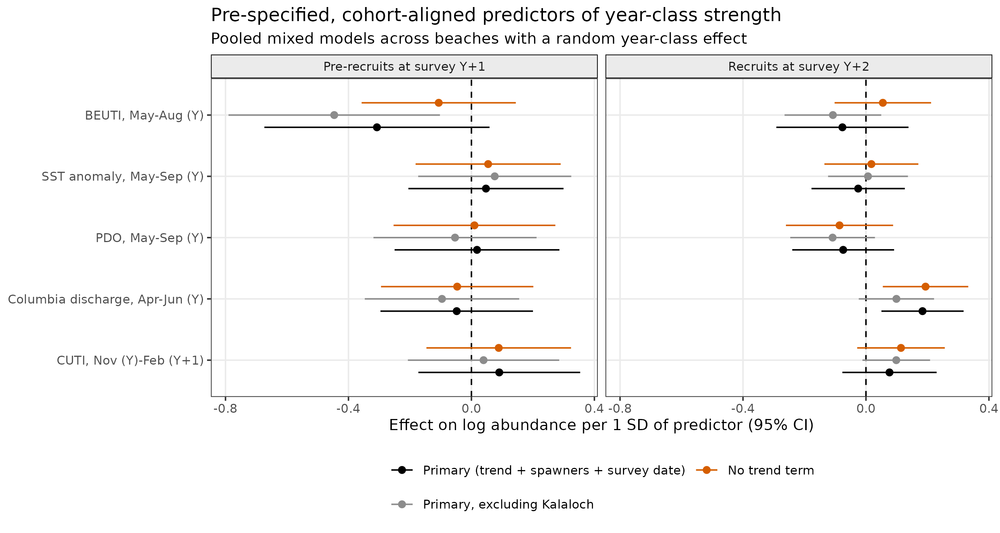 Pre-specified, cohort-aligned predictors of year-class strength
Pooled mixed models across beaches with a random year-class effect
Pre-recruits at survey Y+1
Recruits at survey Y+2
BEUTI, May-Aug (Y)
SST anomaly, May-Sep (Y)
PDO, May-Sep (Y)
Columbia discharge, Apr-Jun (Y)
CUTI, Nov (Y)-Feb (Y+1)
-0.8 -0.4 0.0 0.4 -0.8 -0.4 0.0 0.4
Effect on log abundance per 1 SD of predictor (95% CI)
Primary (trend + spawners + survey date) No trend term
Primary, excluding Kalaloch